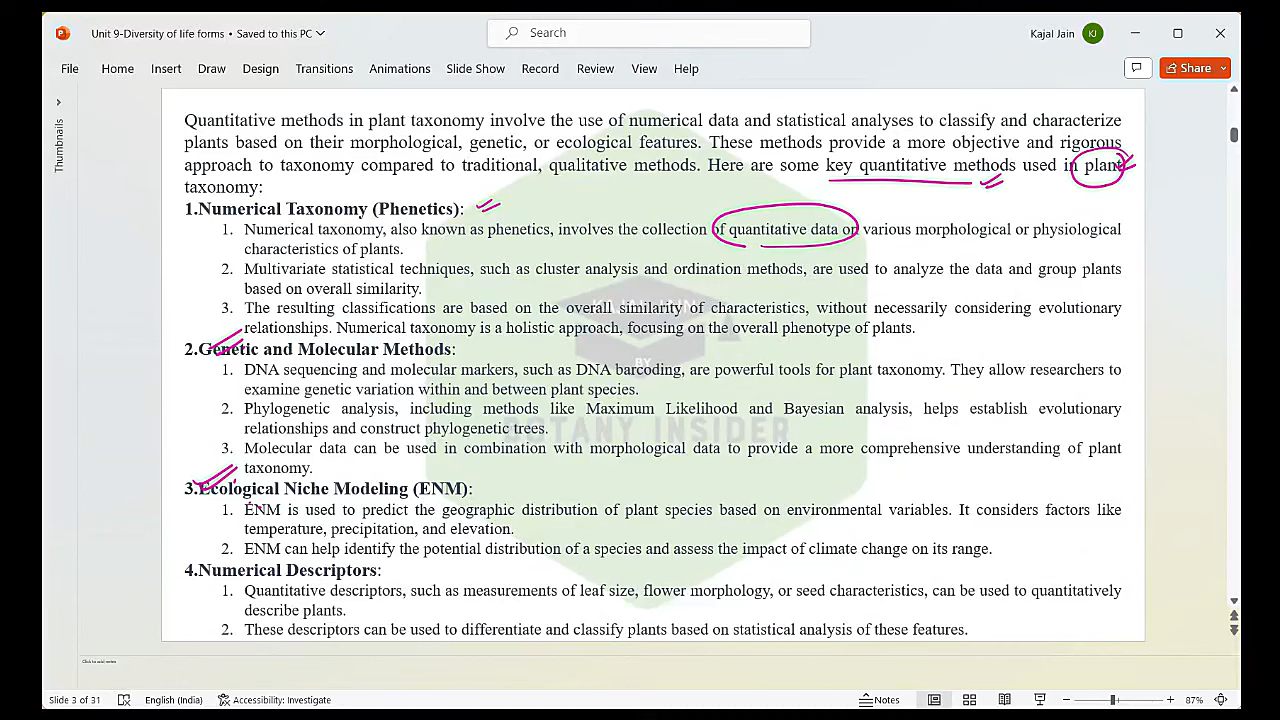 Unit 9-Diversity of life forms • Saved to this PC
Search
Kajal Jain
KJ
File Home Insert Draw Design Transitions Animations Slide Show Record Review View Help
Share
Thumbnails
Quantitative methods in plant taxonomy involve the use of numerical data and statistical analyses to classify and characterize
plants based on their morphological, genetic, or ecological features. These methods provide a more objective and rigorous
approach to taxonomy compared to traditional, qualitative methods. Here are some key quantitative methods used in plant
taxonomy:
1.Numerical Taxonomy (Phenetics):
1. Numerical taxonomy, also known as phenetics, involves the collection of quantitative data on various morphological or physiological
characteristics of plants.
2. Multivariate statistical techniques, such as cluster analysis and ordination methods, are used to analyze the data and group plants
based on overall similarity.
3. The resulting classifications are based on the overall similarity of characteristics, without necessarily considering evolutionary
relationships. Numerical taxonomy is a holistic approach, focusing on the overall phenotype of plants.
2.Genetic and Molecular Methods:
BY
1. DNA sequencing and molecular markers, such as DNA barcoding, are powerful tools for plant taxonomy. They allow researchers to
examine genetic variation within and between plant species.
2. Phylogenetic analysis, including methods like Maximum Likelihood and Bayesian analysis, helps establish evolutionary
relationships and construct phylogenetic trees.
BOTANY INSIDER
3. Molecular data can be used in combination with morphological data to provide a more comprehensive understanding of plant
taxonomy.
3.Ecological Niche Modeling (ENM):
1. ENM is used to predict the geographic distribution of plant species based on environmental variables. It considers factors like
temperature, precipitation, and elevation.
2. ENM can help identify the potential distribution of a species and assess the impact of climate change on its range.
4.Numerical Descriptors:
1. Quantitative descriptors, such as measurements of leaf size, flower morphology, or seed characteristics, can be used to quantitatively
describe plants.
2. These descriptors can be used to differentiate and classify plants based on statistical analysis of these features.
Click to add notes
Slide 3 of 31 English (India) Accessibility: Investigate Notes 87%